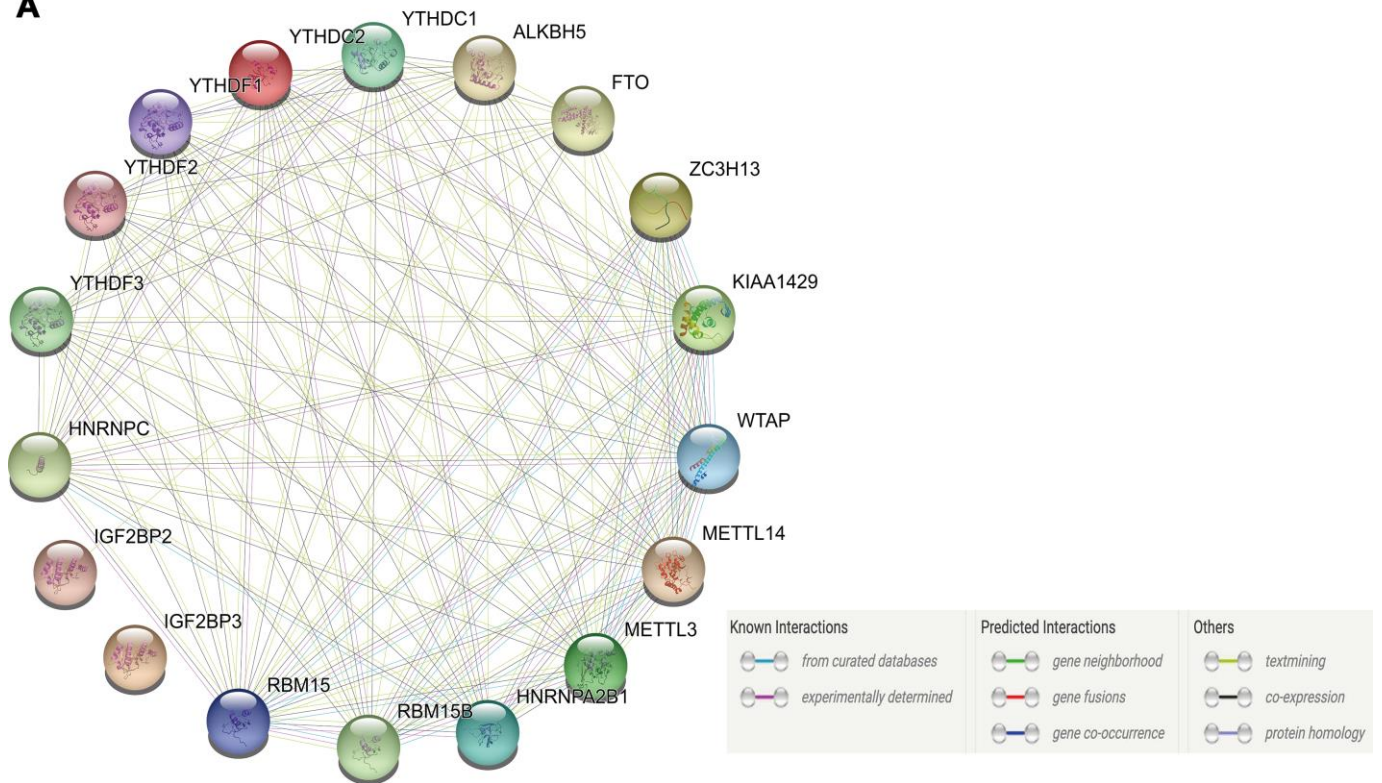 A
YTHDC1
YTHDC2
ALKBH5
FTO
YTHDF1
YTHDF2
ZC3H13
YTHDF3
KIAA1429
HNRNPC
WTAP
IGF2BP2
METTL14
IGF2BP3
METTL3
RBM15
RBM15B
HNRNPA2B1
Known Interactions
from curated databases
experimentally determined
Predicted Interactions
gene neighborhood
gene fusions
gene co-occurrence
Others
textmining
co-expression
protein homology